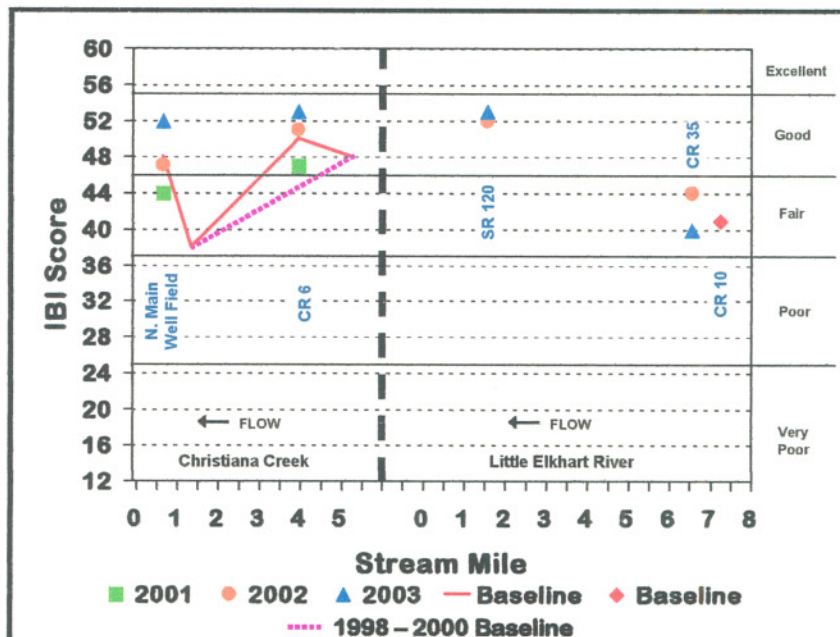 60
56
52
48
44
40
36
32
28
24
20
16
12
IBI Score
Excellent
Good
Fair
Poor
Very
Poor
N. Main
Well Field
CR 6
SR 120
CR 35
CR 10
← FLOW
← FLOW
Christiana Creek
Little Elkhart River
0 1 2 3 4 5 0 1 2 3 4 5 6 7 8
Stream Mile
2001 2002 2003 Baseline Baseline
1998 – 2000 Baseline